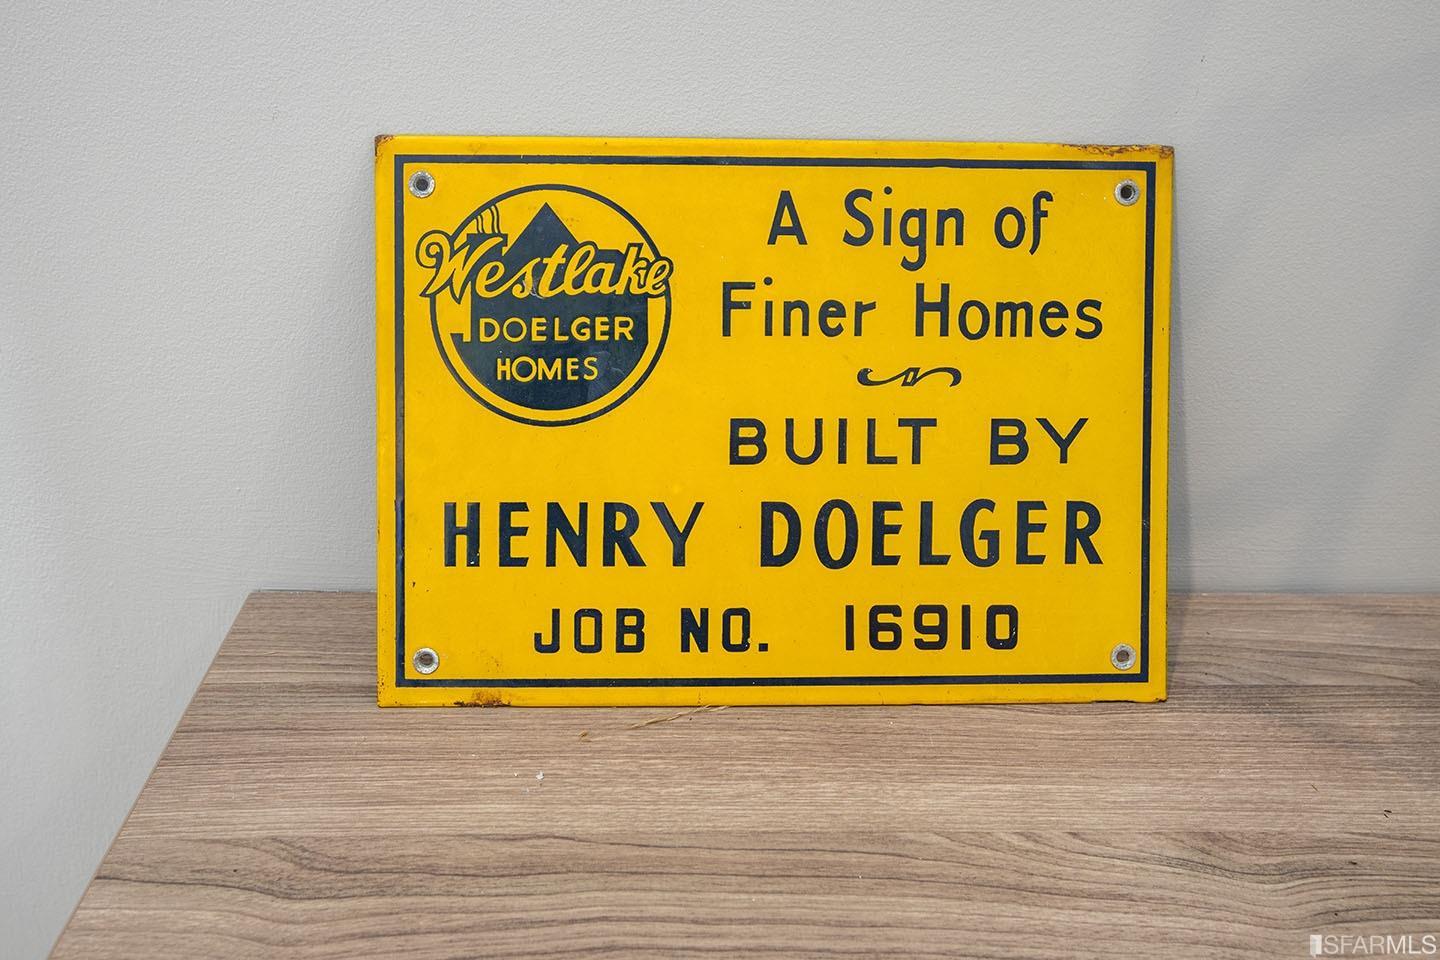 Westlake
DOELGER
HOMES
A Sign of
Finer Homes
BUILT BY
HENRY DOELGER
JOB NO. 16910
SFARMLS